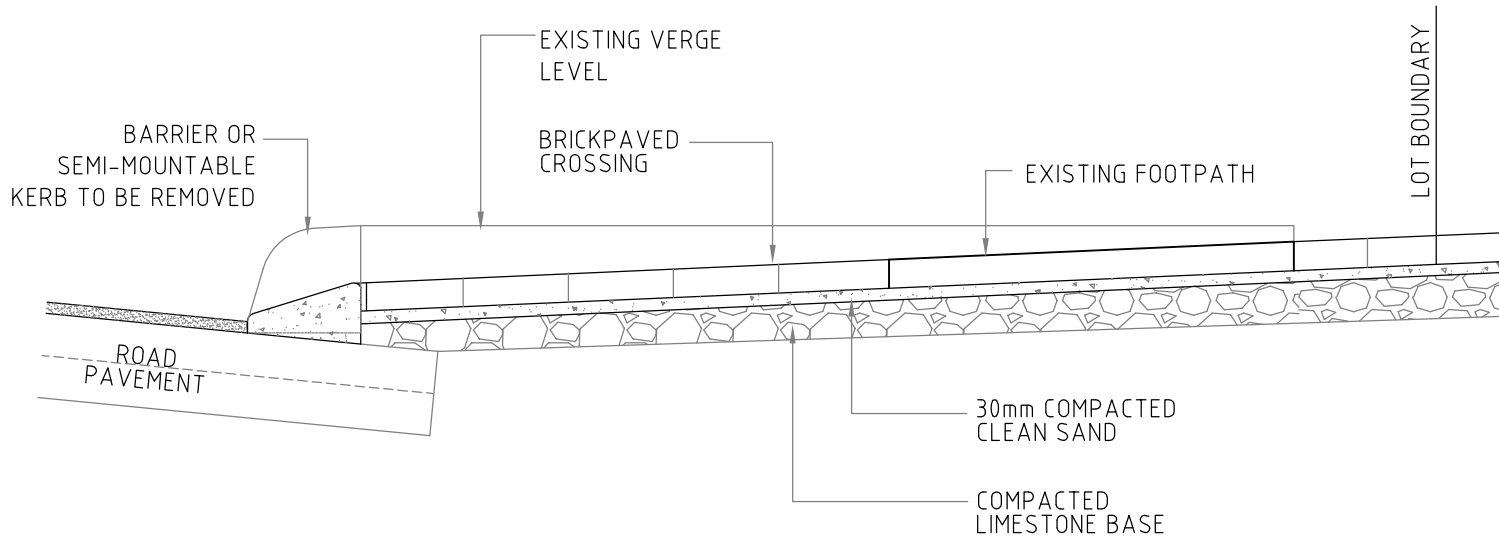 EXISTING VERGE
LEVEL
BARRIER OR
SEMI-MOUNTABLE
KERB TO BE REMOVED
BRICKPAVED
CROSSING
EXISTING FOOTPATH
LOT BOUNDARY
ROAD
PAVEMENT
30mm COMPACTED
CLEAN SAND
COMPACTED
LIMESTONE BASE